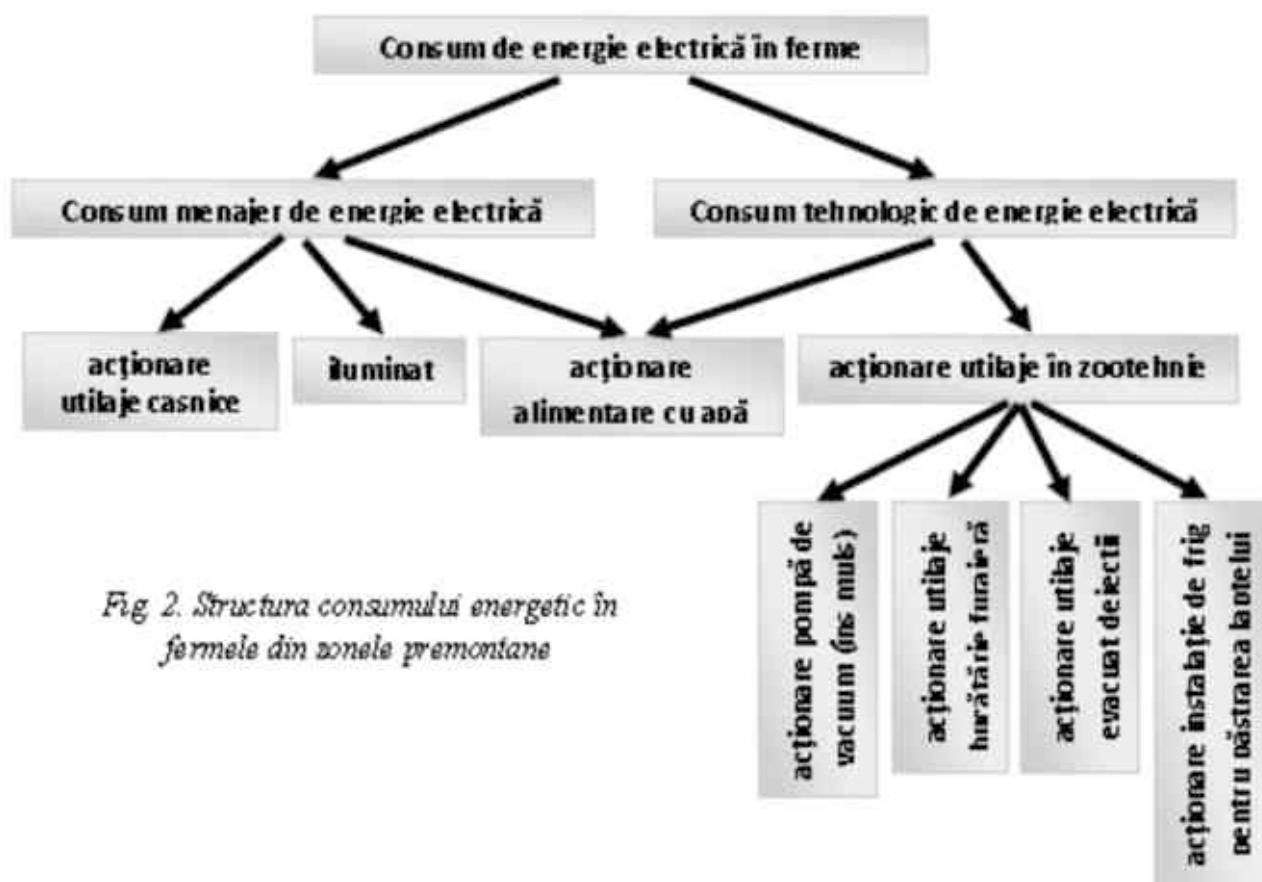 Consum de energie electrică în ferme
Consum menajer de energie electrică
Consum tehnologic de energie electrică
acționare
utilaje casnice
iluminat
acționare
alimentare cu apă
acționare utilaje în zootehnie
acționare pompă de
vacuum (ins muls)
acționare utilaje
bucătărie furajeră
acționare utilaje
evacuat dejecții
acționare instalație de frig
pentru păstrarea laptelui
Fig 2. Structura consumului energetic în
fermele din zonele premontane